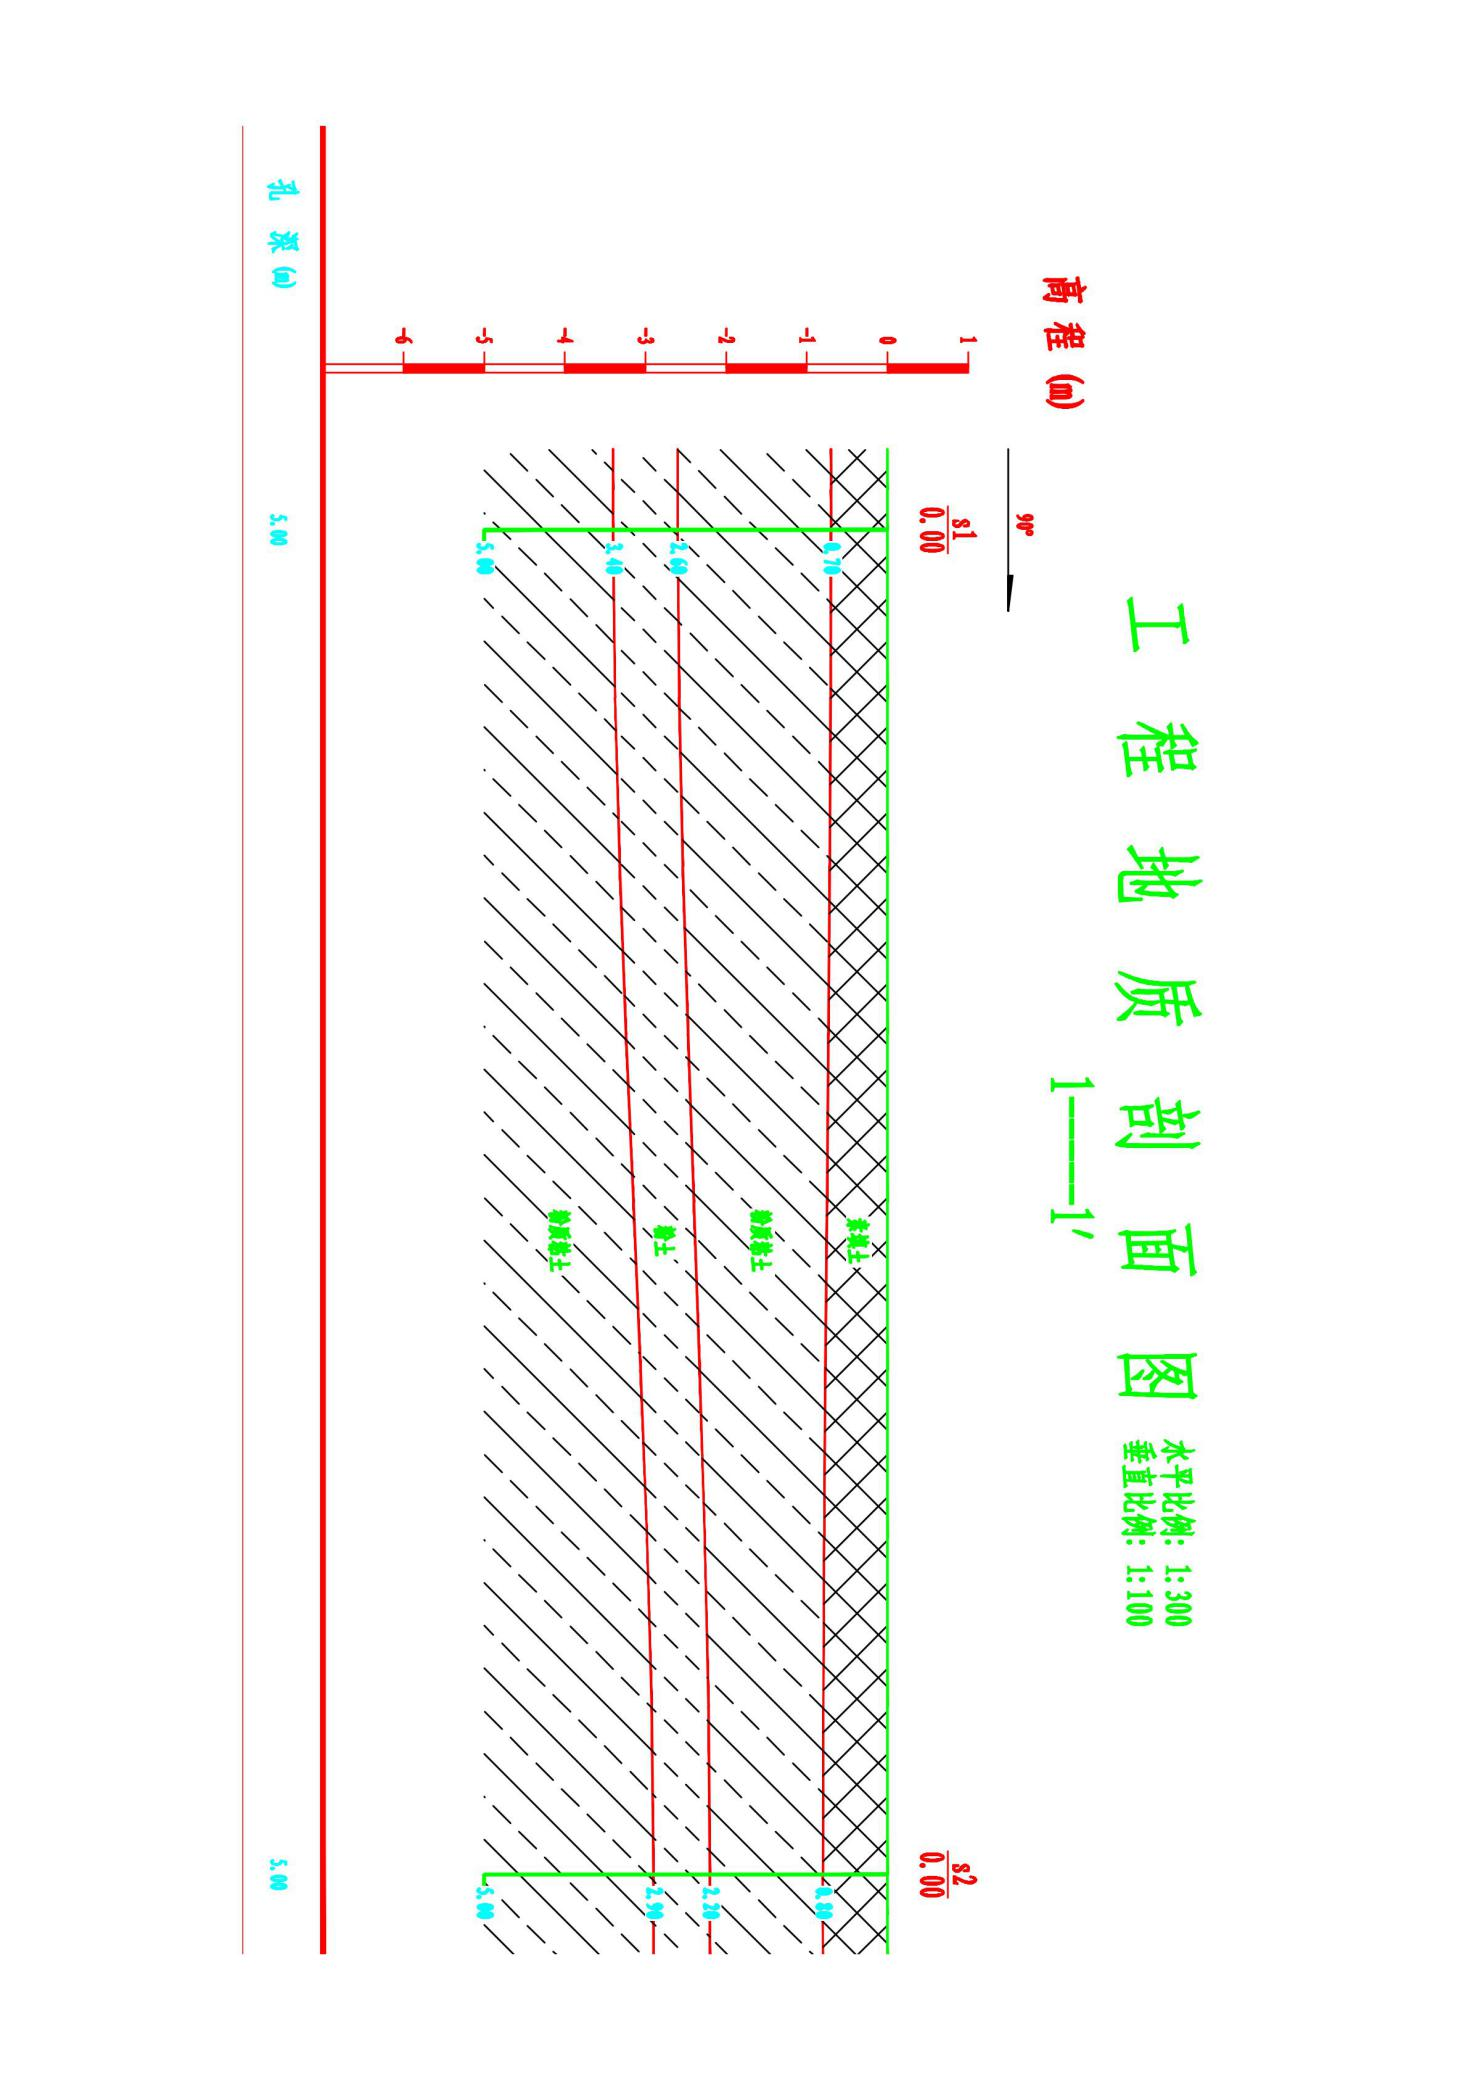 工程地质剖面图
水平比例: 1:300
垂直比例: 1:100
1————1′
高 程 (m)
90°
s1
0.00
s2
0.00
1
0
-1
-2
-3
-4
-5
-6
0.70
2.60
3.40
5.00
素填土
粉质粘土
粉土
粉质粘土
0.80
2.20
2.90
5.00
孔 深 (m)
5.00
5.00